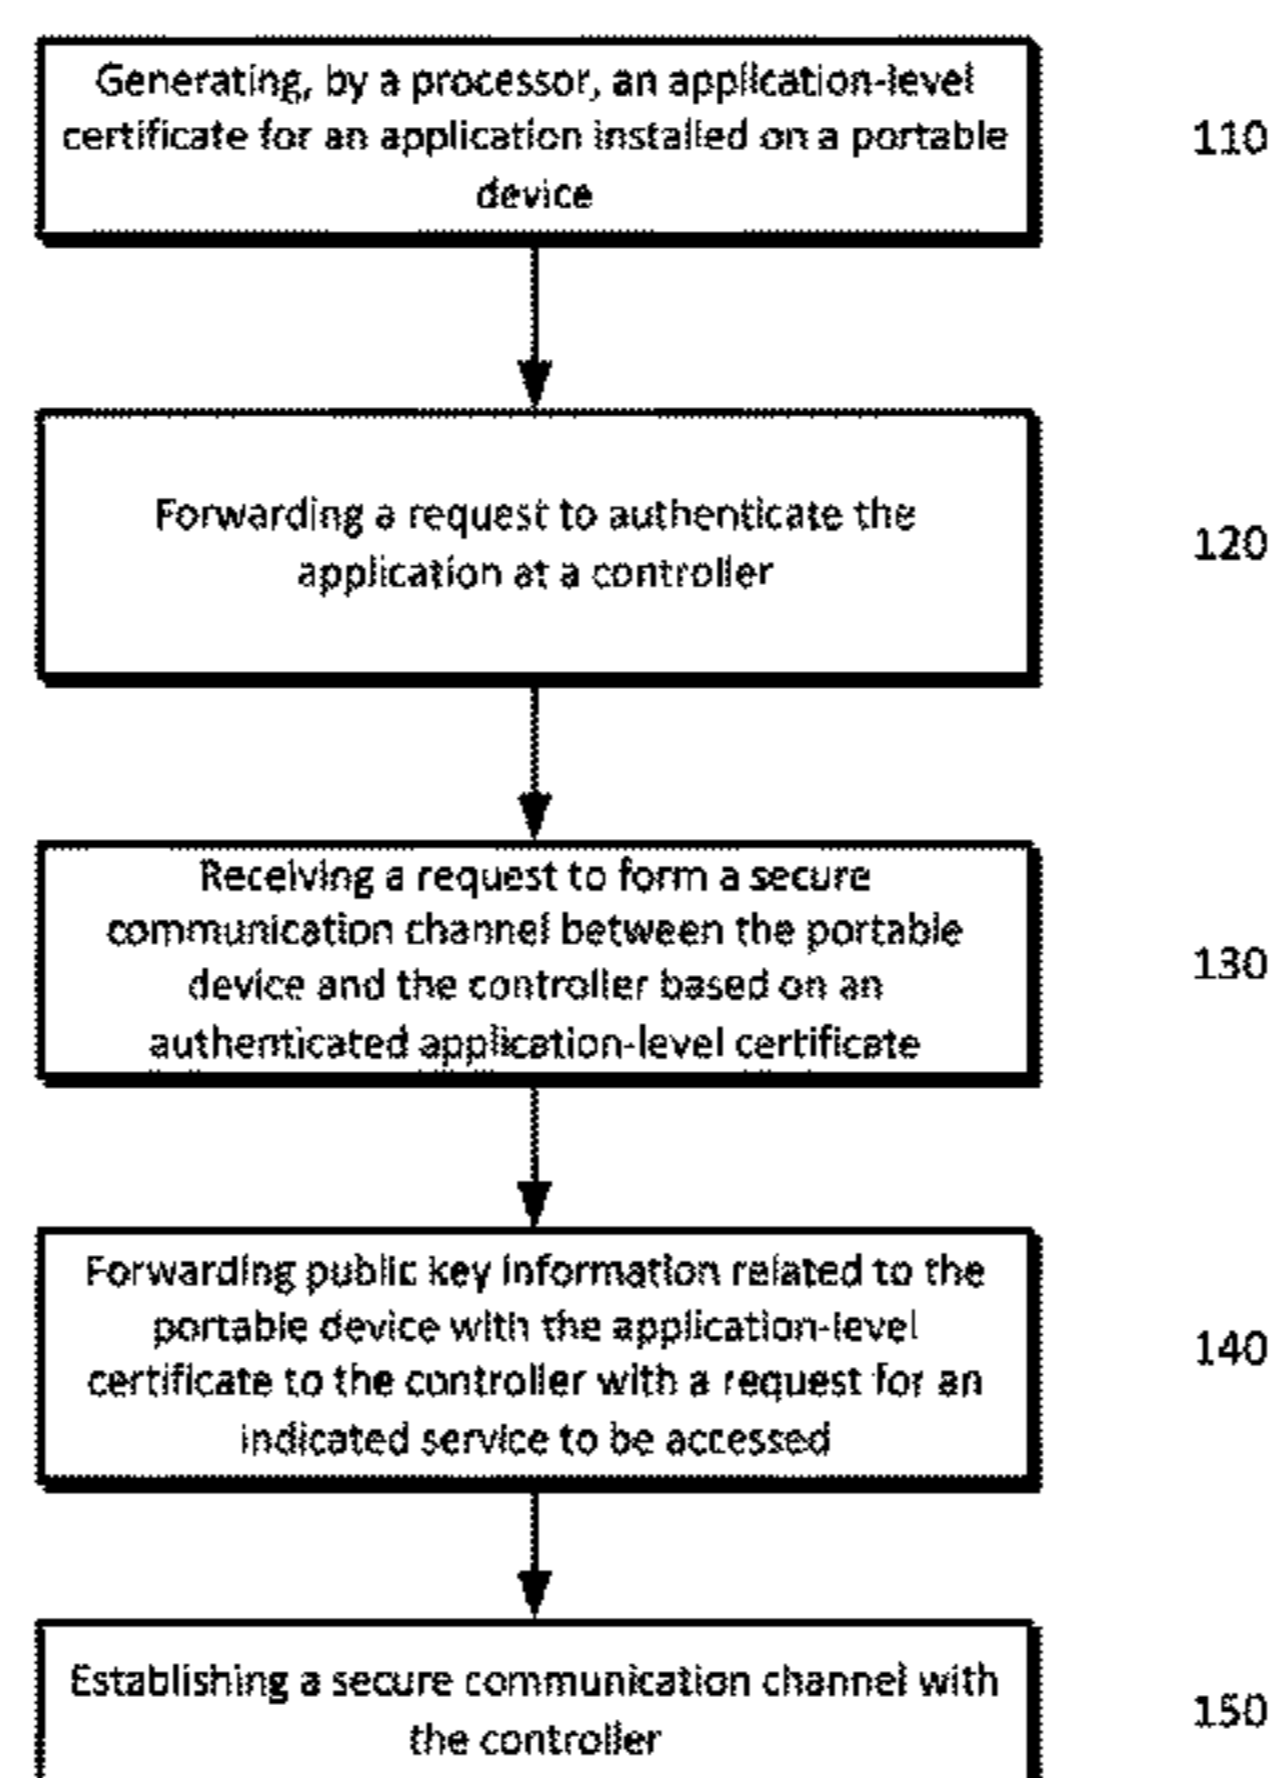 Generating, by a processor, an application-level
certificate for an application installed on a portable
device
110
Forwarding a request to authenticate the
application at a controller
120
Receiving a request to form a secure
communication channel between the portable
device and the controller based on an
authenticated application-level certificate
130
Forwarding public key information related to the
portable device with the application-level
certificate to the controller with a request for an
indicated service to be accessed
140
Establishing a secure communication channel with
the controller
150